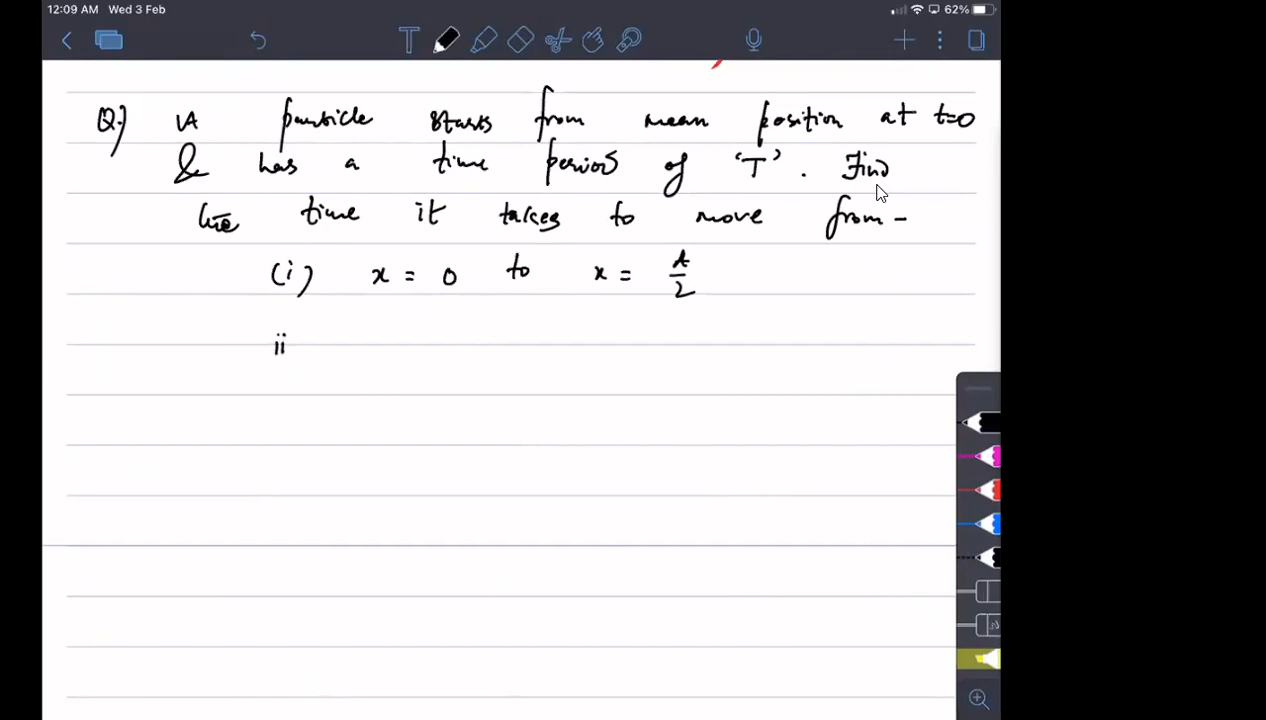 12:09 AM Wed 3 Feb 62%
Q.) A particle starts from mean position at t=0
& has a time period of 'T'. Find
the time it takes to move from -
(i) x = 0 to x = A/2
ii